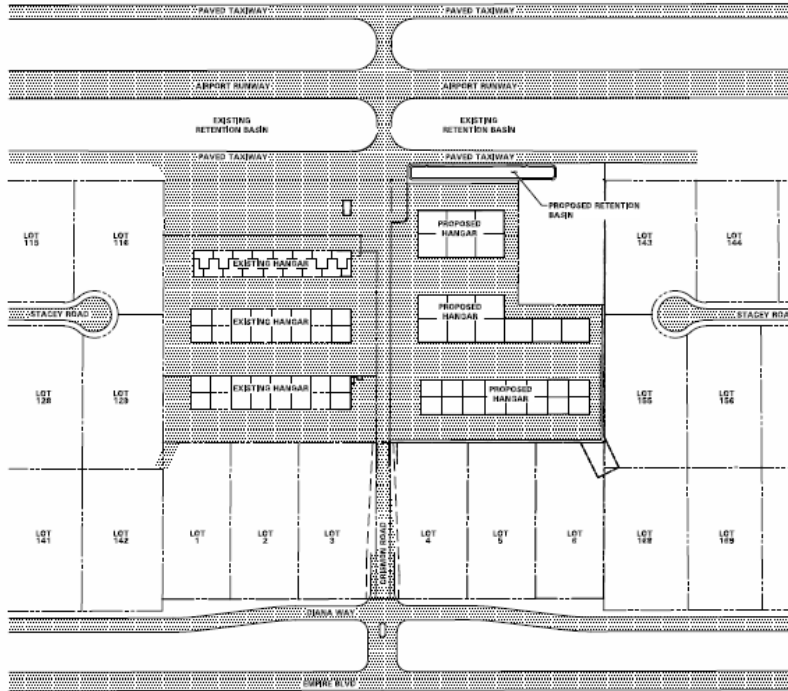 PAVED TAXIWAY
PAVED TAXIWAY
AIRPORT RUNWAY
AIRPORT RUNWAY
EXISTING
RETENTION BASIN
EXISTING
RETENTION BASIN
PAVED TAXIWAY
PAVED TAXIWAY
PROPOSED RETENTION
BASIN
LOT
115
LOT
116
PROPOSED
HANGAR
LOT
143
LOT
144
EXISTING HANGAR
STACEY ROAD
EXISTING HANGAR
PROPOSED
HANGAR
STACEY ROAD
EXISTING HANGAR
PROPOSED
HANGAR
LOT
128
LOT
129
LOT
155
LOT
156
LOT
141
LOT
142
LOT
1
LOT
2
LOT
3
CRISMON ROAD
LOT
4
LOT
5
LOT
6
LOT
168
LOT
169
DIANA WAY
EMPIRE BLVD